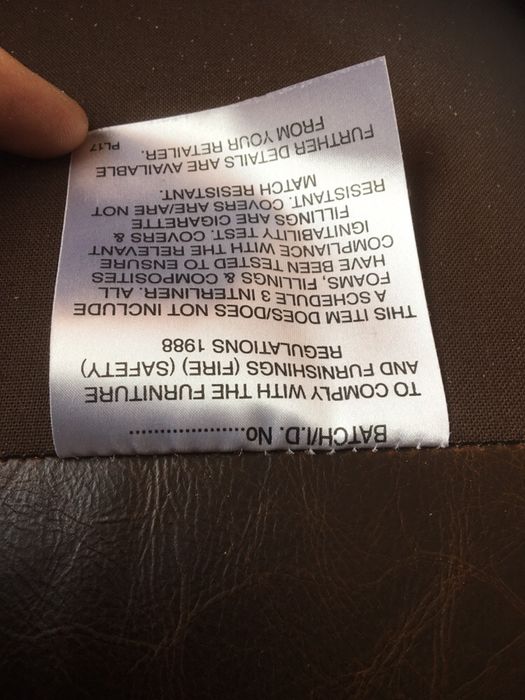 BATCH/I.D. No.....................
TO COMPLY WITH THE FURNITURE
AND FURNISHINGS (FIRE) (SAFETY)
REGULATIONS 1988
THIS ITEM DOES/DOES NOT INCLUDE
A SCHEDULE 3 INTERLINER. ALL
FOAMS, FILLINGS & COMPOSITES
HAVE BEEN TESTED TO ENSURE
COMPLIANCE WITH THE RELEVANT
IGNITABILITY TEST. COVERS &
FILLINGS ARE CIGARETTE
RESISTANT. COVERS ARE/ARE NOT
MATCH RESISTANT.
FURTHER DETAILS ARE AVAILABLE
FROM YOUR RETAILER.
PL17